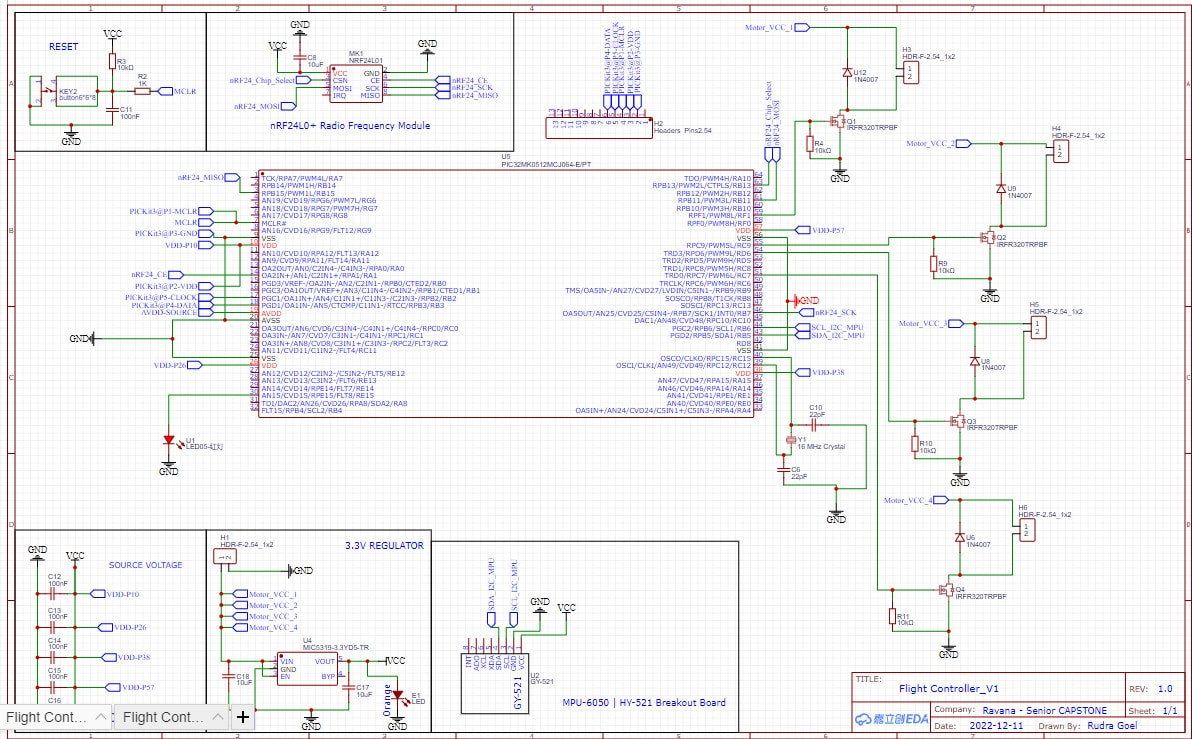 RESET
VCC
R3
10kΩ
R2
1K
MCLR
KEY2
button6*6*8
C11
100nF
GND
GND
VCC
C8
10uF
MK1
NRF24L01
GND
VCC
CSN
MOSI
IRQ
GND
CE
SCK
MISO
nRF24_Chip_Select
nRF24_MOSI
nRF24_CE
nRF24_SCK
nRF24_MISO
nRF24L0+ Radio Frequency Module
PICKit3@P4-DATA
PICKit3@P5-CLOCK
PICKit3@P1-MCLR
PICKit3@P2-VDD
PICKit3@P3-GND
H2
Headers Pins2.54
nRF24_Chip_Select
nRF24_MOSI
Motor_VCC_1
U12
1N4007
H3
HDR-F-2.54_1x2
1
2
Q1
IRFR320TRPBF
R4
10kΩ
GND
Motor_VCC_2
H4
HDR-F-2.54_1x2
1
2
U9
1N4007
Q2
IRFR320TRPBF
R9
10kΩ
GND
Motor_VCC_3
H5
HDR-F-2.54_1x2
1
2
U8
1N4007
Q3
IRFR320TRPBF
R10
10kΩ
GND
Motor_VCC_4
H6
HDR-F-2.54_1x2
1
2
U6
1N4007
Q4
IRFR320TRPBF
R11
10kΩ
GND
U5
PIC32MK0512MCJ064-E/PT
nRF24_MISO
PICKit3@P1-MCLR
MCLR
PICKit3@P3-GND
VDD-P10
nRF24_CE
PICKit3@P2-VDD
PICKit3@P5-CLOCK
PICKit3@P4-DATA
AVDD-SOURCE
GND
VDD-P26
TCK/RPA7/PWM4L/RA7
RPB14/PWM1H/RB14
RPB15/PWM1L/RB15
AN19/CVD19/RPG6/PWM7L/RG6
AN18/CVD18/RPG7/PWM7H/RG7
AN17/CVD17/RPG8/RG8
MCLR#
AN16/CVD16/RPG9/FLT12/RG9
VSS
VDD
AN10/CVD10/RPA12/FLT13/RA12
AN9/CVD9/RPA11/FLT14/RA11
OA2OUT/AN0/C2IN4-/C4IN3-/RPA0/RA0
OA2IN+/AN1/C2IN1+/RPA1/RA1
PGD3/VREF-/OA2IN-/AN2/C2IN1-/RPB0/CTED2/RB0
PGC3/OA1OUT/VREF+/AN3/C1IN4-/C4IN2-/RPB1/CTED1/RB1
PGC1/OA1IN+/AN4/C1IN1+/C1IN3-/C2IN3-/RPB2/RB2
PGD1/OA1IN-/AN5/CTCMP/C1IN1-/RTCC/RPB3/RB3
AVDD
AVSS
OA3OUT/AN6/CVD6/C3IN4-/C4IN1+/C4IN4-/RPC0/RC0
OA3IN-/AN7/CVD7/C3IN1-/C4IN1-/RPC1/RC1
OA3IN+/AN8/CVD8/C3IN1+/C3IN3-/RPC2/FLT3/RC2
AN11/CVD11/C1IN2-/FLT4/RC11
VSS
VDD
AN12/CVD12/C2IN2-/C5IN2-/FLT5/RE12
AN13/CVD13/C3IN2-/FLT6/RE13
AN14/CVD14/RPE14/FLT7/RE14
AN15/CVD15/RPE15/FLT8/RE15
TDI/DAC2/AN26/CVD26/RPA8/SDA2/RA8
FLT15/RPB4/SCL2/RB4
TDO/PWM4H/RA10
RPB13/PWM2L/CTPLS/RB13
RPB12/PWM2H/RB12
RPB11/PWM3L/RB11
RPB10/PWM3H/RB10
RPF1/PWM8L/RF1
RPF0/PWM8H/RF0
VDD
VSS
RPC9/PWM5L/RC9
TRD3/RPD6/PWM9L/RD6
TRD2/RPD5/PWM9H/RD5
TRD1/RPC8/PWM5H/RC8
TRD0/RPC7/PWM6L/RC7
TRCLK/RPC6/PWM6H/RC6
TMS/OA5IN-/AN27/CVD27/LVDIN/C5IN1-/RPB9/RB9
SOSCO/RPB8/T1CK/RB8
SOSCI/RPC13/RC13
OA5OUT/AN25/CVD25/C5IN4-/RPB7/SCK1/INT0/RB7
DAC1/AN48/CVD48/RPC10/RC10
PGC2/RPB6/SCL1/RB6
PGD2/RPB5/SDA1/RB5
RD8
VSS
OSCO/CLKO/RPC15/RC15
OSCI/CLK1/AN49/CVD49/RPC12/RC12
VDD
AN47/CVD47/RPA15/RA15
AN46/CVD46/RPA14/RA14
AN41/CVD41/RPE1/RE1
AN40/CVD40/RPE0/RE0
OA5IN+/AN24/CVD24/C5IN1+/C5IN3-/RPA4/RA4
VDD-P57
GND
nRF24_SCK
SCL_I2C_MPU
SDA_I2C_MPU
VDD-P38
C10
22pF
Y1
16 MHz Crystal
C6
22pF
GND
U1
LED05-红灯
GND
SOURCE VOLTAGE
GND
VCC
C12
100nF
VDD-P10
C13
100nF
VDD-P26
C14
100nF
VDD-P38
C15
100nF
VDD-P57
C16
3.3V REGULATOR
H1
HDR-F-2.54_1x2
1 2
GND
Motor_VCC_1
Motor_VCC_2
Motor_VCC_3
Motor_VCC_4
U4
MIC5319-3.3YD5-TR
VIN
GND
EN
VOUT
BYP
VCC
C18
10uF
C17
10uF
Orange
E1
LED
GND
GND
SDA_I2C_MPU
SCL_I2C_MPU
GND
VCC
INT
ADO
XCL
XDA
SDA
SCL
GND
VCC
GY-521
U2
GY-521
MPU-6050 | HY-521 Breakout Board
TITLE:
Flight Controller_V1
REV: 1.0
嘉立创EDA
Company: Ravana - Senior CAPSTONE
Sheet: 1/1
Date: 2022-12-11
Drawn By: Rudra Goel
Flight Cont...
Flight Cont...